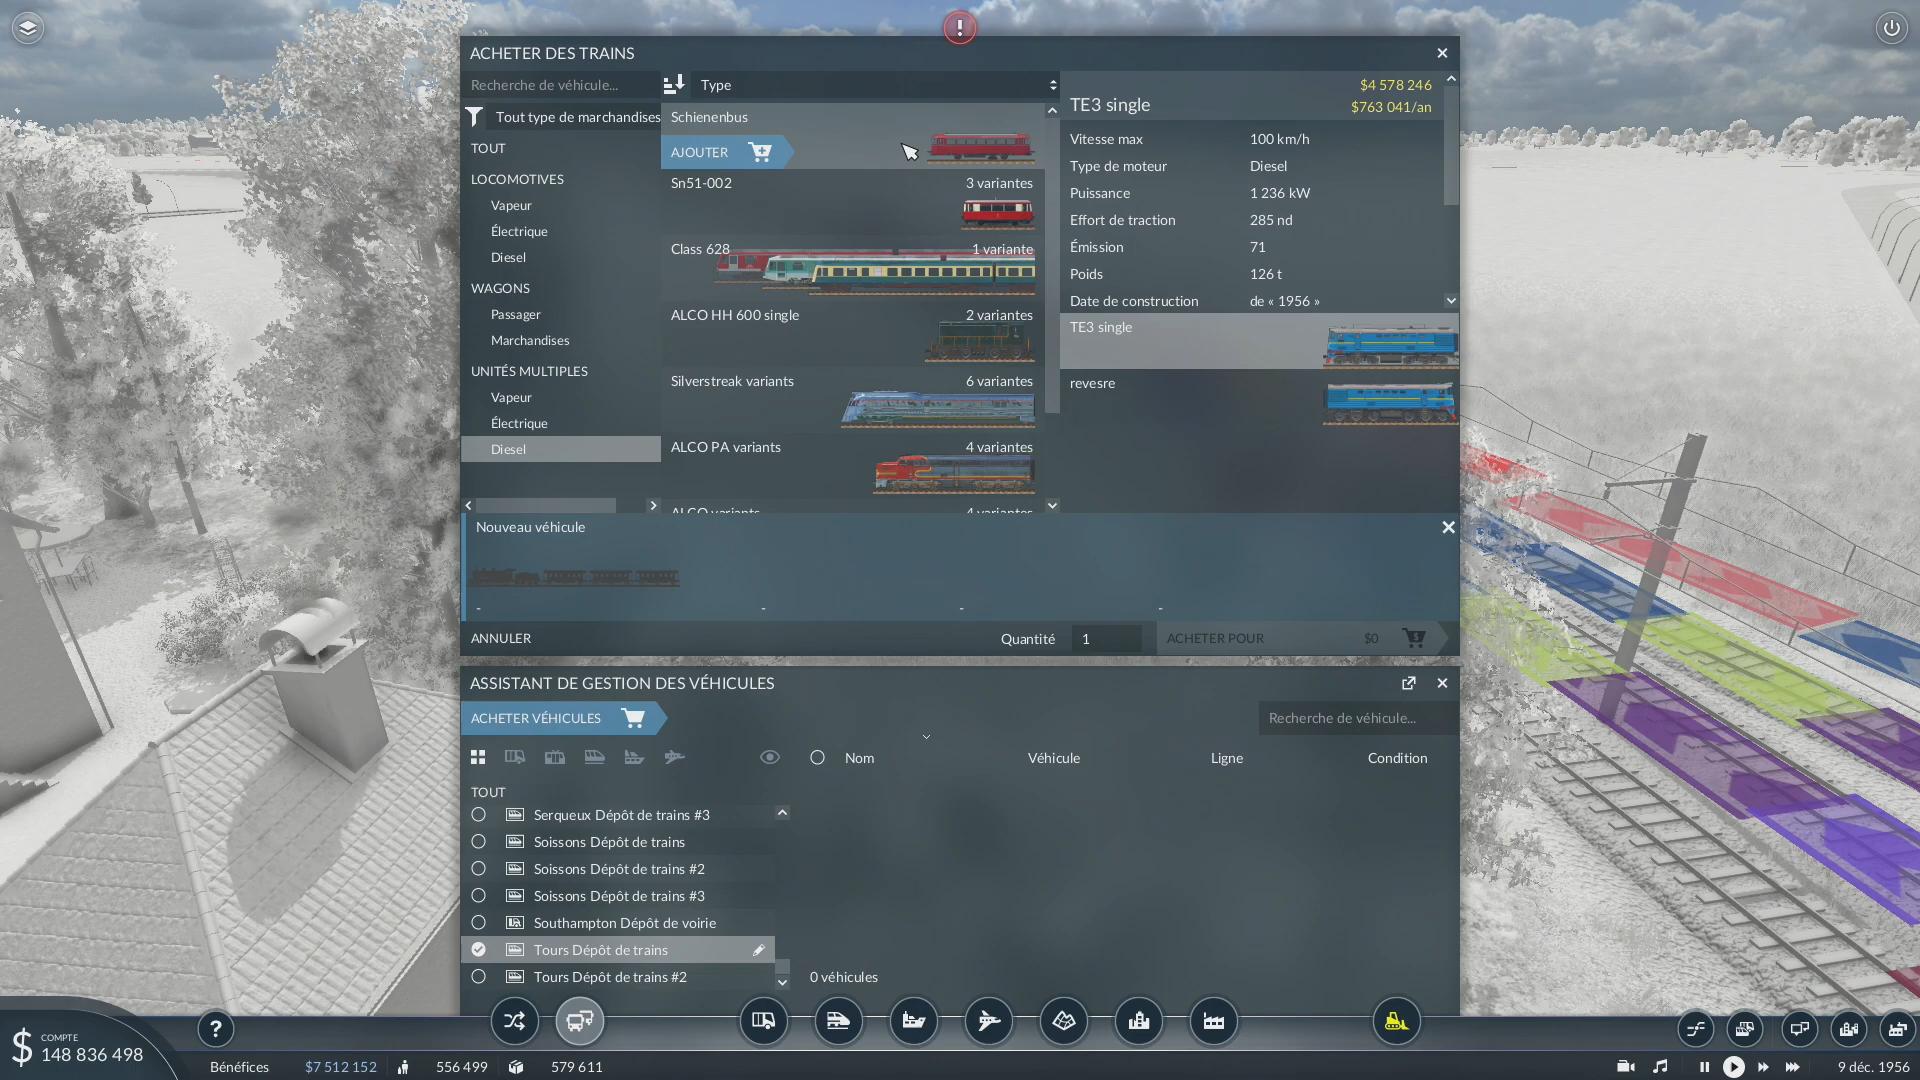 ACHETER DES TRAINS
Recherche de véhicule...
Type
Tout type de marchandises
TOUT
LOCOMOTIVES
Vapeur
Électrique
Diesel
WAGONS
Passager
Marchandises
UNITÉS MULTIPLES
Vapeur
Électrique
Diesel
Schienenbus
AJOUTER
Sn51-002 3 variantes
Class 628 1 variante
ALCO HH 600 single 2 variantes
Silverstreak variants 6 variantes
ALCO PA variants 4 variantes
ALCO variants 4 variantes
$4 578 246
TE3 single
$763 041/an
Vitesse max 100 km/h
Type de moteur Diesel
Puissance 1 236 kW
Effort de traction 285 nd
Émission 71
Poids 126 t
Date de construction de « 1956 »
TE3 single
revesre
Nouveau véhicule
- - - -
ANNULER Quantité 1 ACHETER POUR $0
ASSISTANT DE GESTION DES VÉHICULES
ACHETER VÉHICULES
Recherche de véhicule...
Nom Véhicule Ligne Condition
TOUT
Serqueux Dépôt de trains #3
Soissons Dépôt de trains
Soissons Dépôt de trains #2
Soissons Dépôt de trains #3
Southampton Dépôt de voirie
Tours Dépôt de trains
Tours Dépôt de trains #2
0 véhicules
?
$ COMPTE
148 836 498
Bénéfices $7 512 152 556 499 579 611 9 déc. 1956